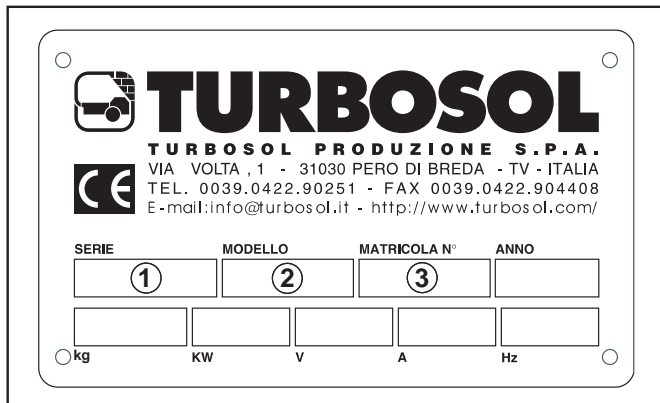 TURBOSOL
TURBOSOL PRODUZIONE S.P.A.
VIA VOLTA , 1 - 31030 PERO DI BREDA - TV - ITALIA
CE
TEL. 0039.0422.90251 - FAX 0039.0422.904408
E-mail:info@turbosol.it - http://www.turbosol.com/
SERIE MODELLO MATRICOLA N° ANNO
1 2 3
kg KW V A Hz